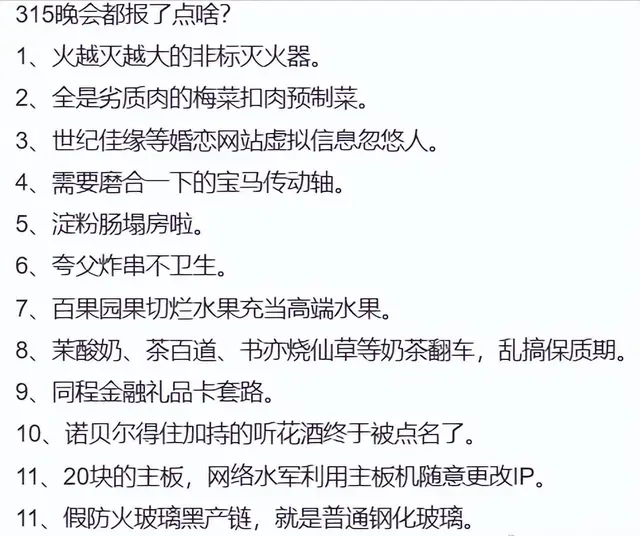 315晚会都报了点啥?
1、火越灭越大的非标灭火器。
2、全是劣质肉的梅菜扣肉预制菜。
3、世纪佳缘等婚恋网站虚拟信息忽悠人。
4、需要磨合一下的宝马传动轴。
5、淀粉肠塌房啦。
6、夸父炸串不卫生。
7、百果园果切烂水果充当高端水果。
8、茉酸奶、茶百道、书亦烧仙草等奶茶翻车，乱搞保质期。
9、同程金融礼品卡套路。
10、诺贝尔得住加持的听花酒终于被点名了。
11、20块的主板，网络水军利用主板机随意更改IP。
11、假防火玻璃黑产链，就是普通钢化玻璃。